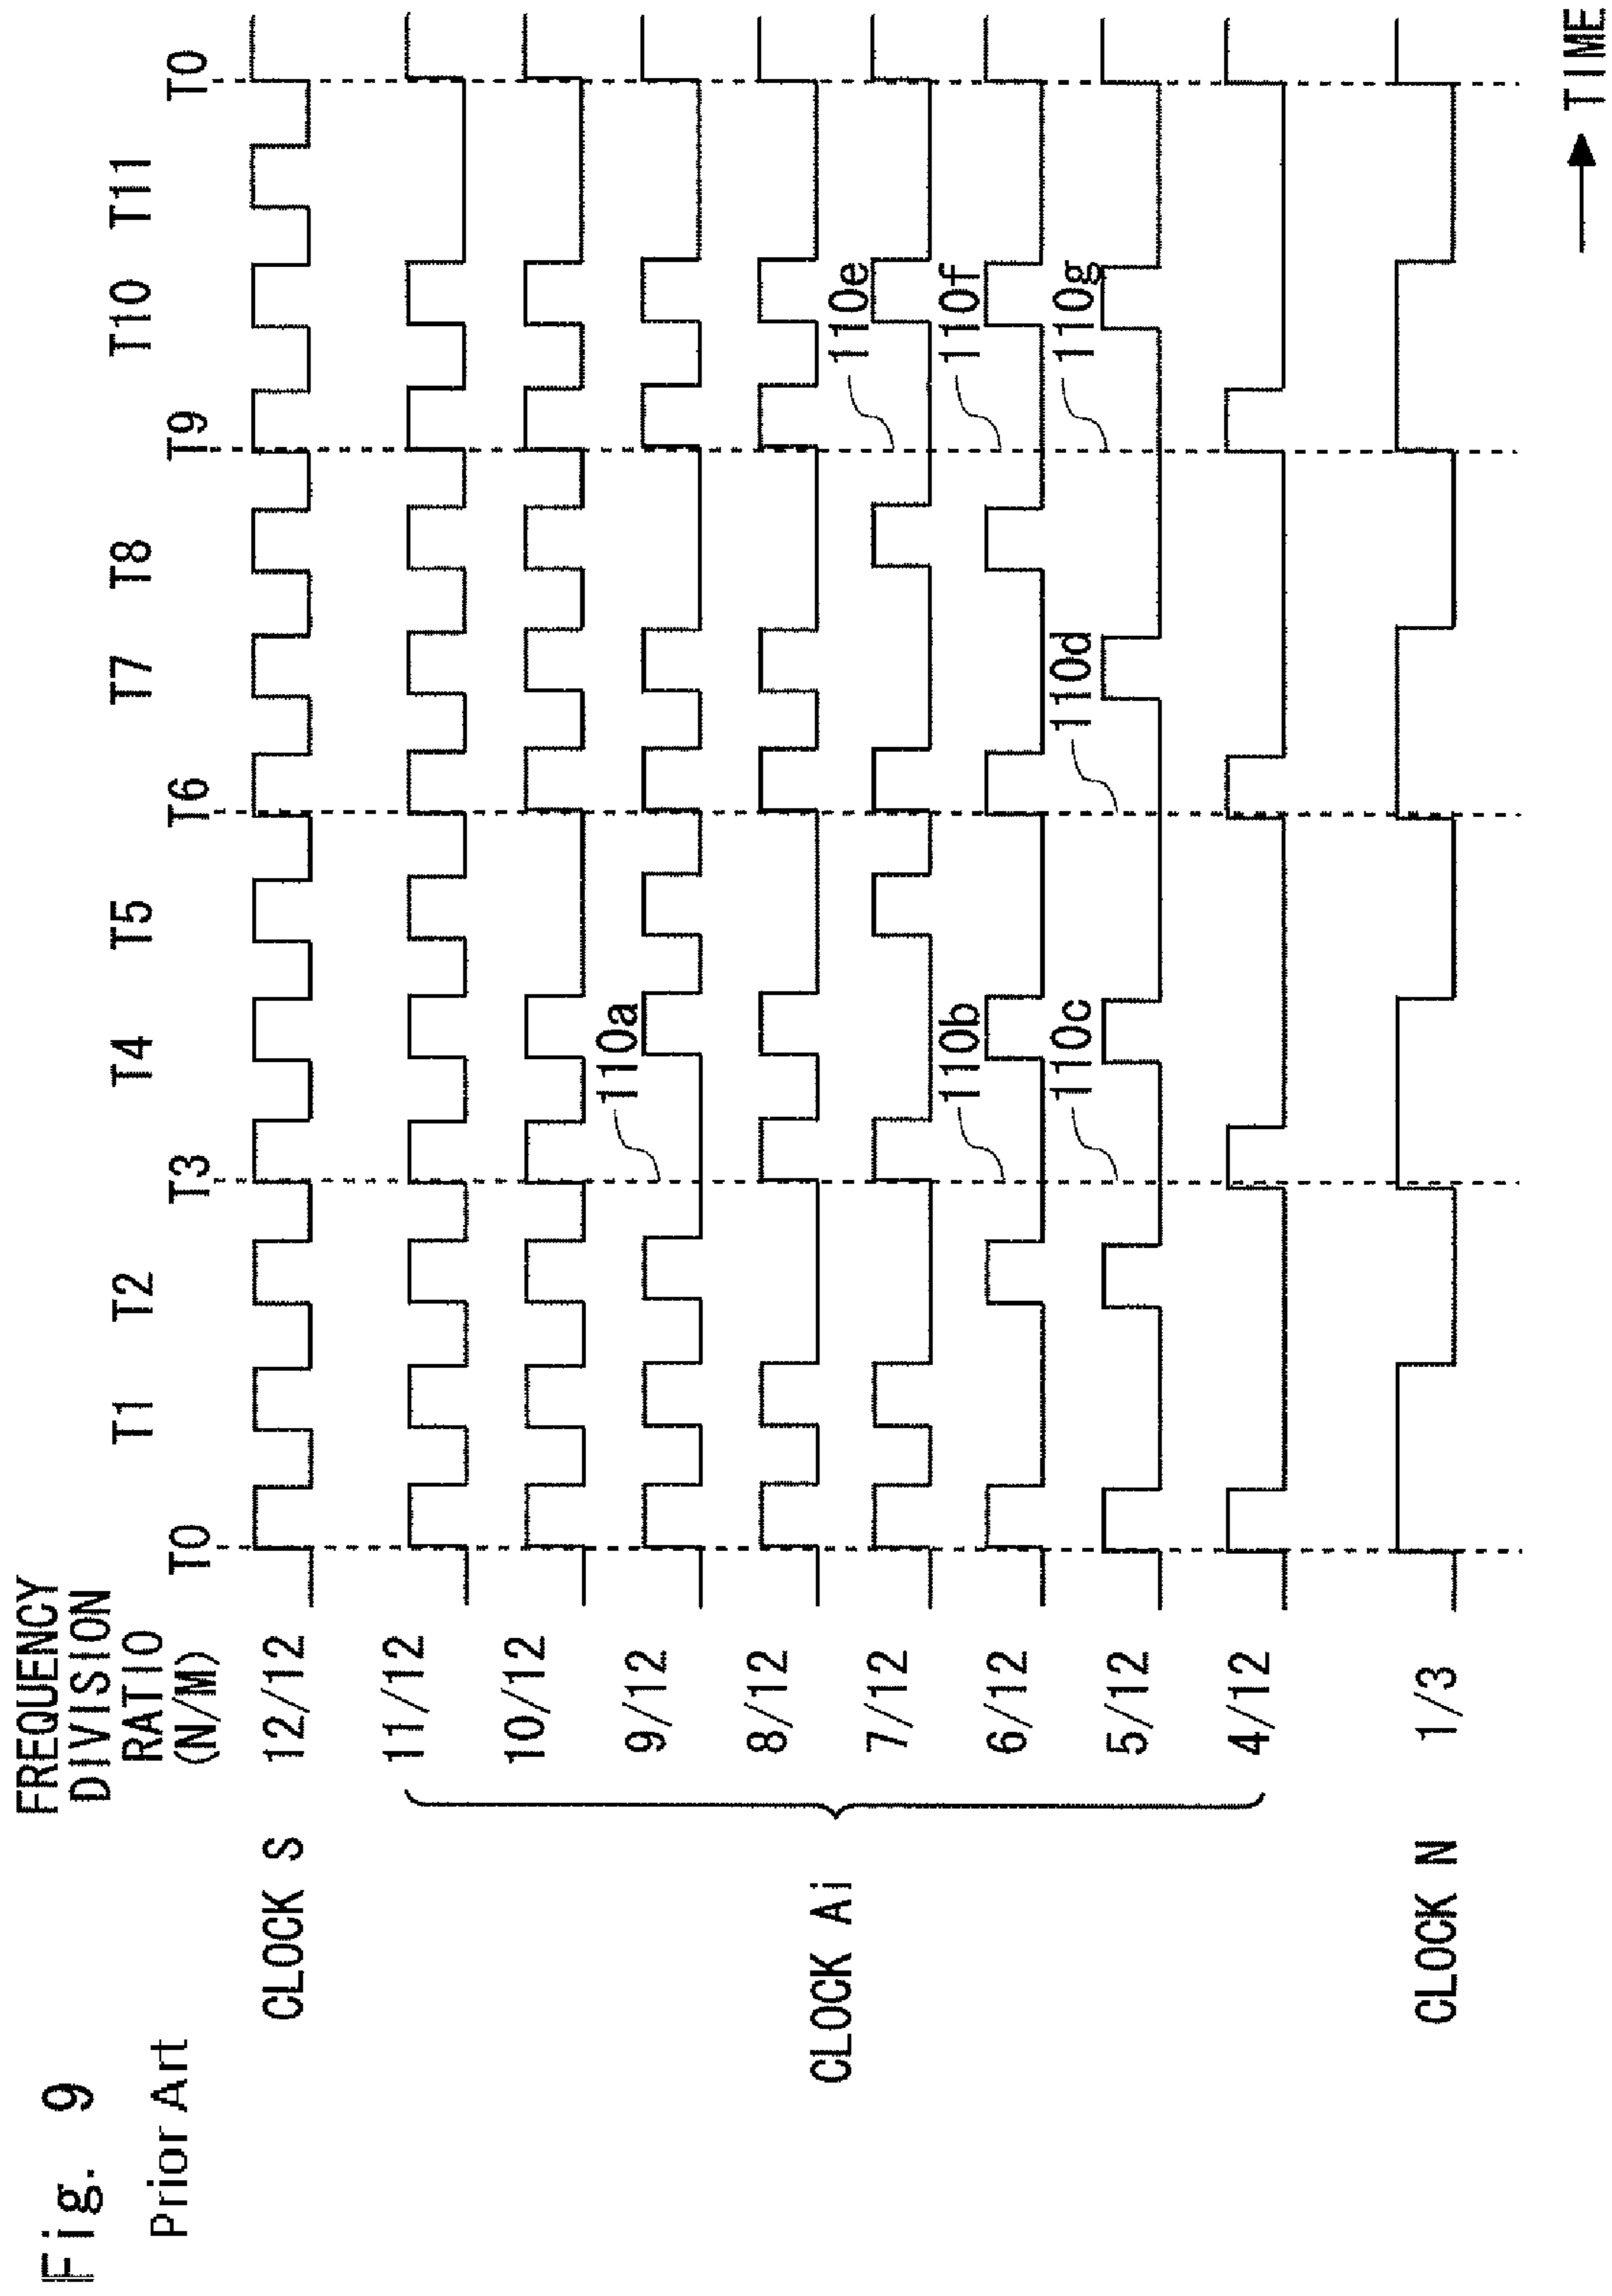 Fig. 9
Prior Art
FREQUENCY
DIVISION
RATIO
(N/M)
T0 T1 T2 T3 T4 T5 T6 T7 T8 T9 T10 T11 T0
CLOCK S 12/12
11/12
10/12
9/12 110a
8/12
CLOCK Ai
7/12 110e
6/12 110b 110f
5/12 110c 110d 110g
4/12
CLOCK N 1/3
TIME